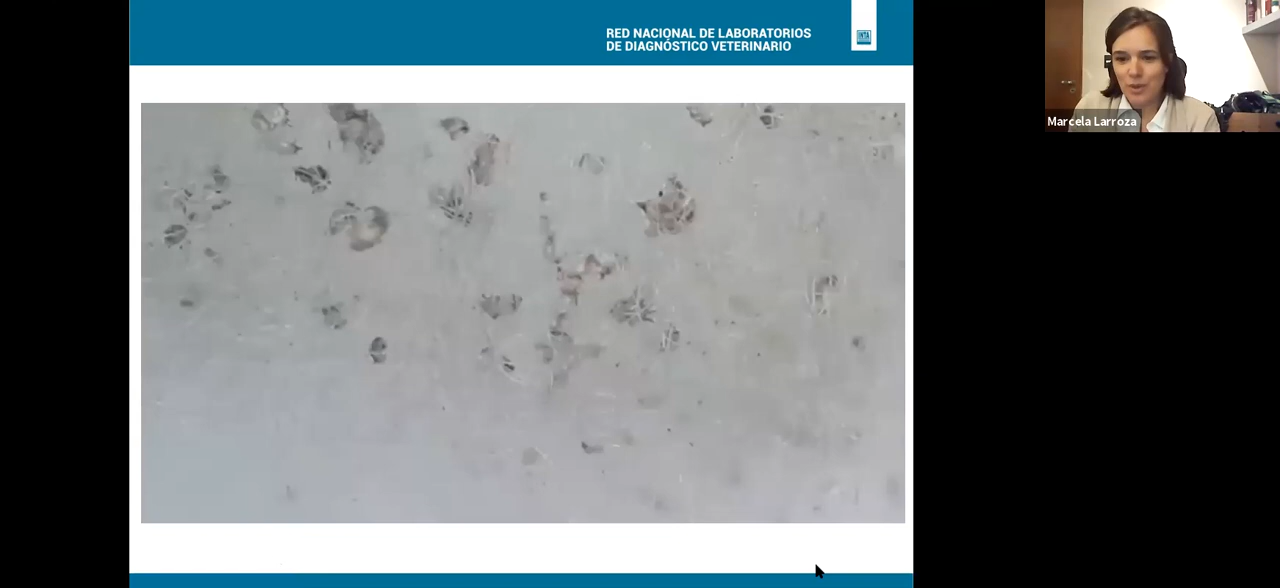 RED NACIONAL DE LABORATORIOS
DE DIAGNÓSTICO VETERINARIO
INTA
Marcela Larroza